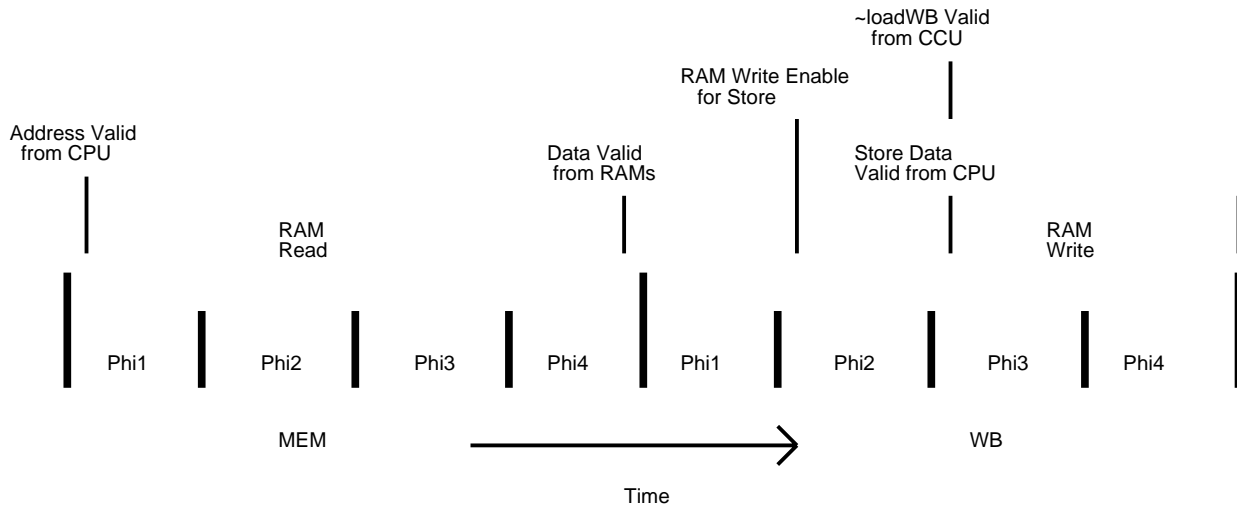 ~loadWB Valid
from CCU
RAM Write Enable
for Store
Address Valid
from CPU
Data Valid
from RAMs
Store Data
Valid from CPU
RAM
Read
RAM
Write
Phi1
Phi2
Phi3
Phi4
Phi1
Phi2
Phi3
Phi4
MEM
WB
Time